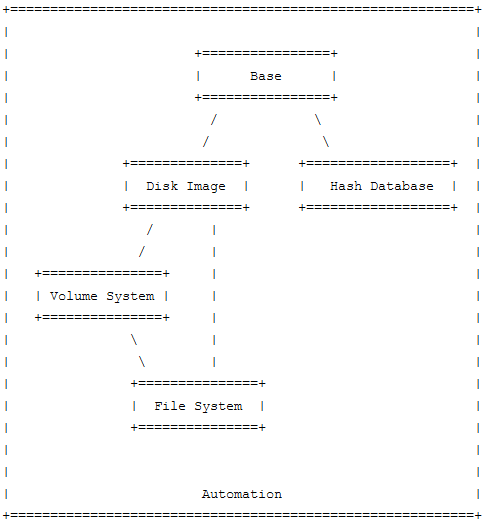 Base
Disk Image
Hash Database
Volume System
File System
Automation